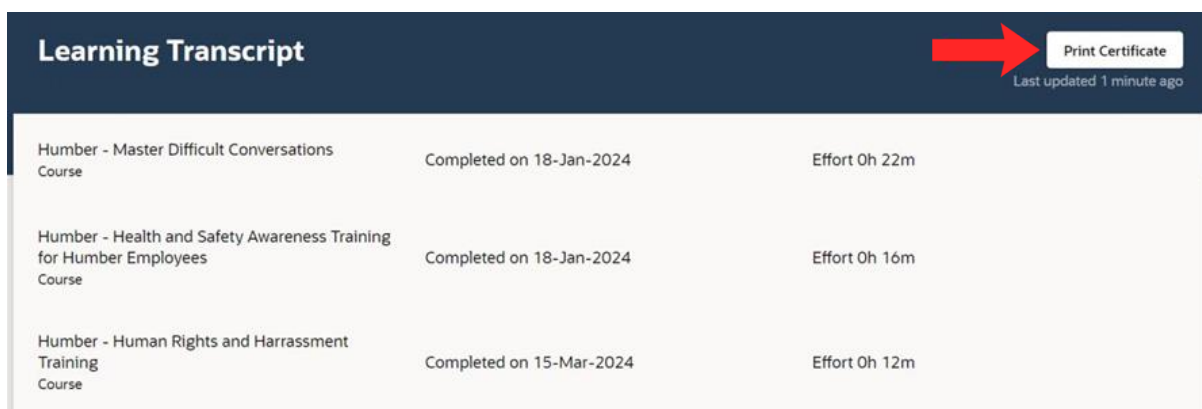 Learning Transcript
Print Certificate
Last updated 1 minute ago
Humber - Master Difficult Conversations
Course
Completed on 18-Jan-2024
Effort 0h 22m
Humber - Health and Safety Awareness Training
for Humber Employees
Course
Completed on 18-Jan-2024
Effort 0h 16m
Humber - Human Rights and Harrassment
Training
Course
Completed on 15-Mar-2024
Effort 0h 12m